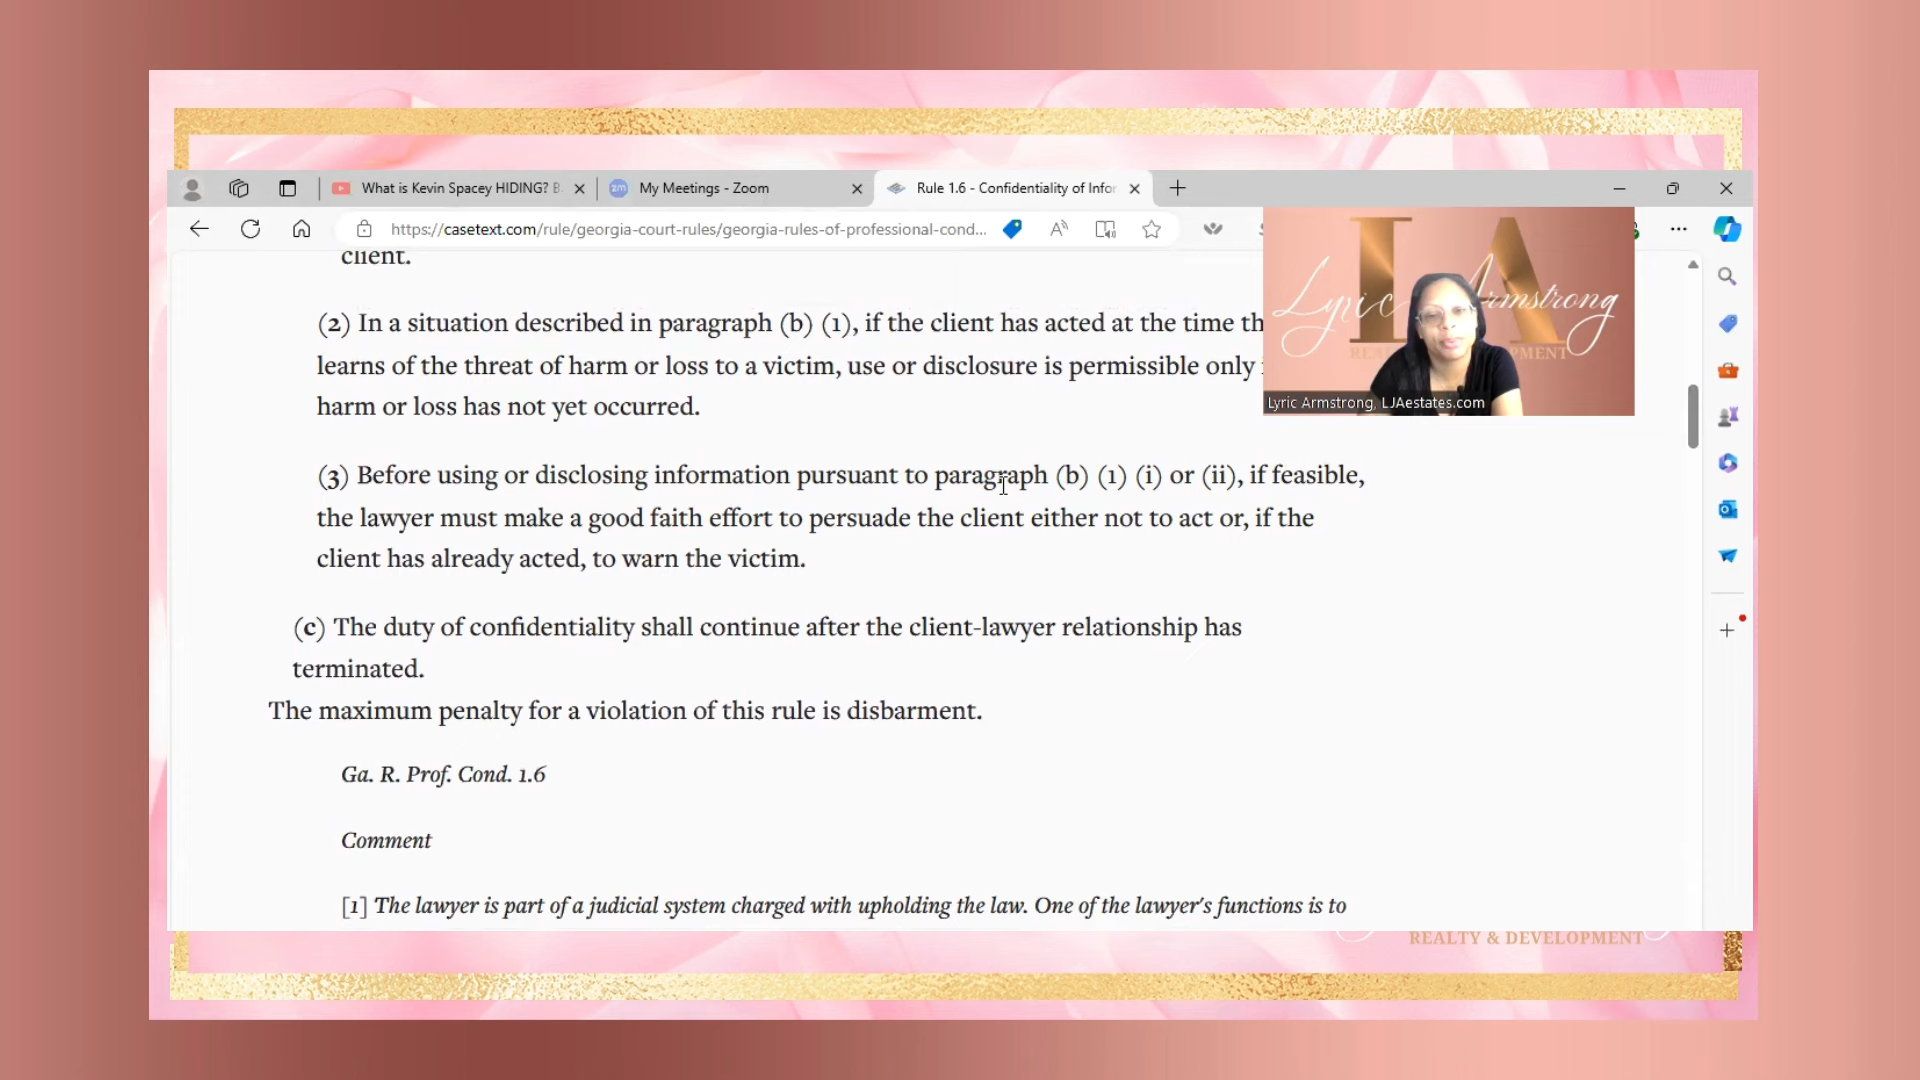 What is Kevin Spacey HIDING? B
My Meetings - Zoom
Rule 1.6 - Confidentiality of Infor
https://casetext.com/rule/georgia-court-rules/georgia-rules-of-professional-cond...
client.
(2) In a situation described in paragraph (b) (1), if the client has acted at the time th
learns of the threat of harm or loss to a victim, use or disclosure is permissible only
harm or loss has not yet occurred.
LA
Lyric Armstrong
Lyric Armstrong, LJAestates.com
(3) Before using or disclosing information pursuant to paragraph (b) (1) (i) or (ii), if feasible,
the lawyer must make a good faith effort to persuade the client either not to act or, if the
client has already acted, to warn the victim.
(c) The duty of confidentiality shall continue after the client-lawyer relationship has
terminated.
The maximum penalty for a violation of this rule is disbarment.
Ga. R. Prof. Cond. 1.6
Comment
[1] The lawyer is part of a judicial system charged with upholding the law. One of the lawyer's functions is to
REALTY & DEVELOPMENT